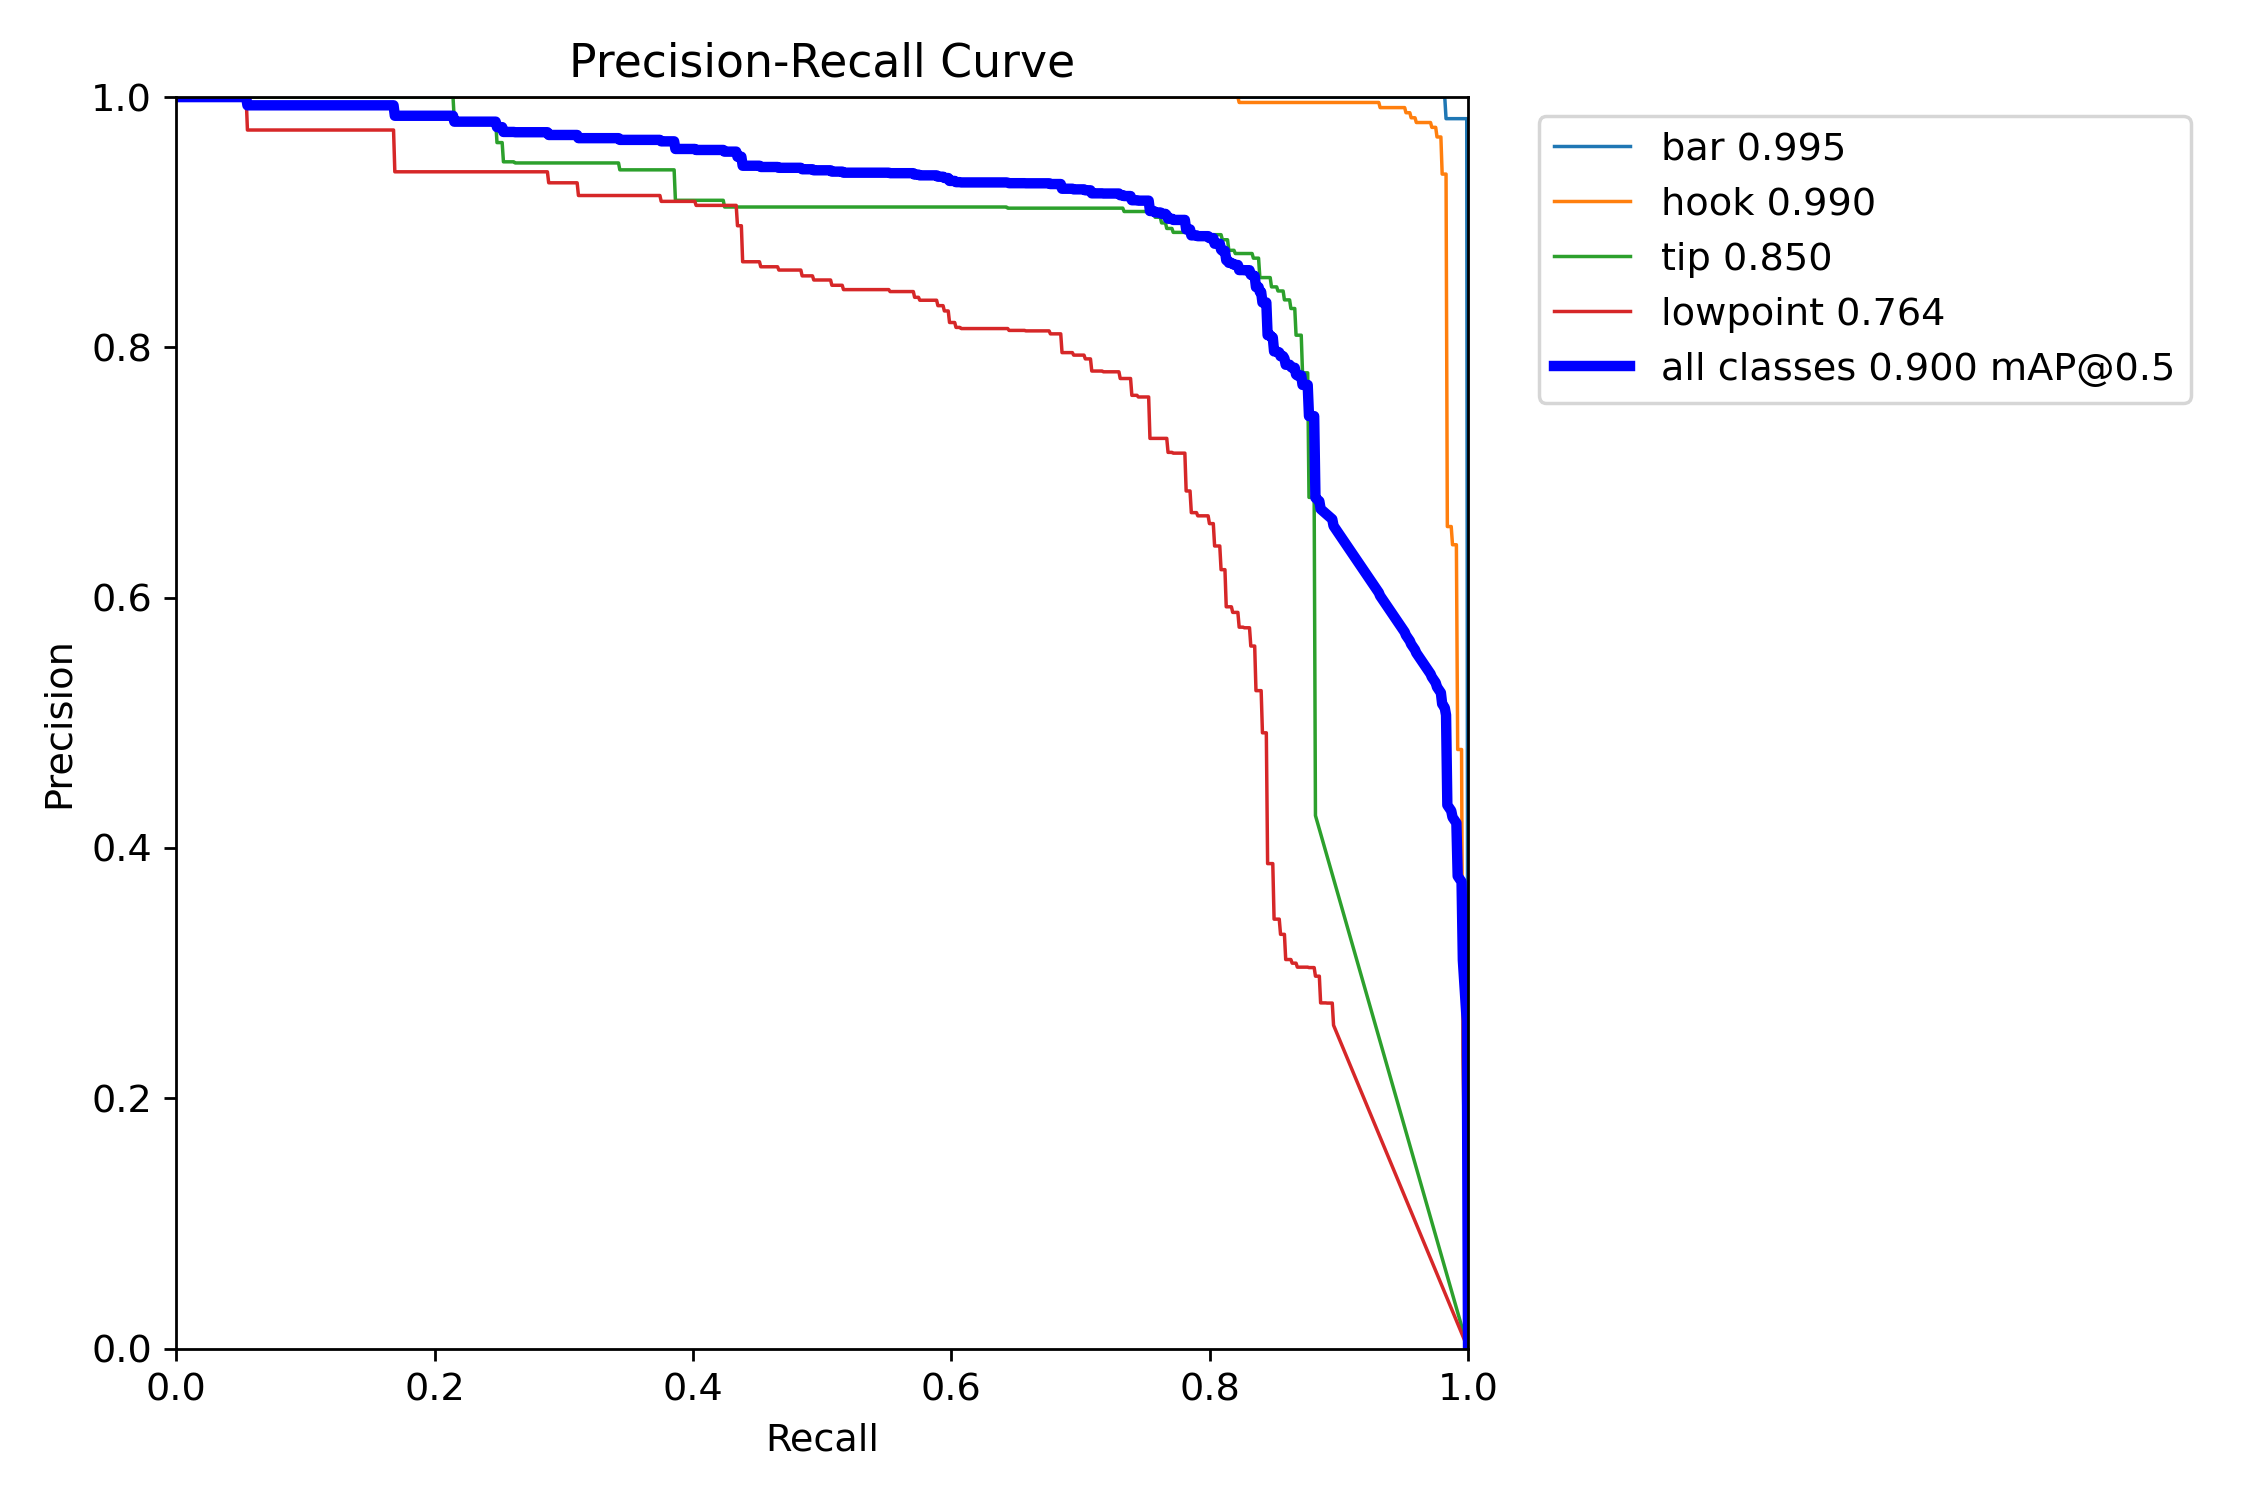 Precision-Recall Curve
1.0
0.8
0.6
0.4
0.2
0.0
Precision
0.0 0.2 0.4 0.6 0.8 1.0
Recall
bar 0.995
hook 0.990
tip 0.850
lowpoint 0.764
all classes 0.900 mAP@0.5